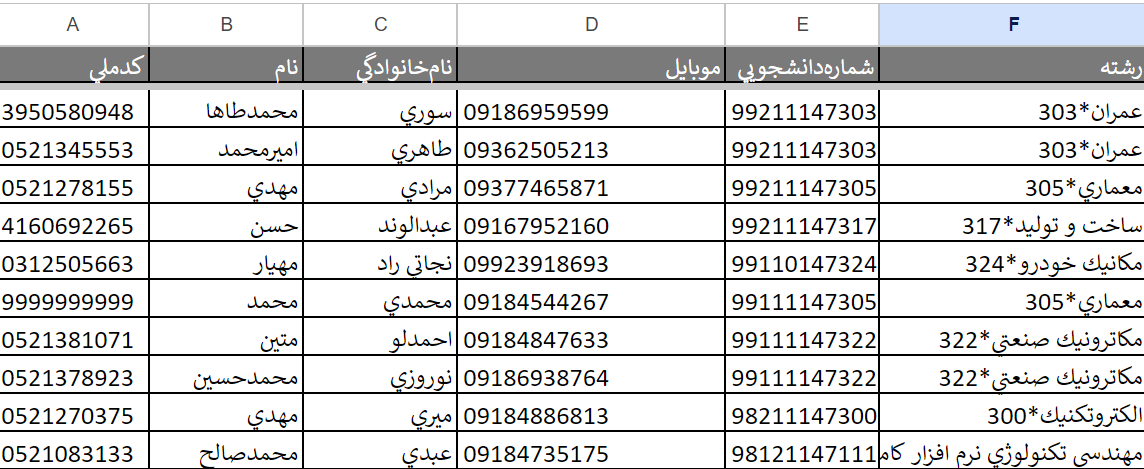 A B C D E F
كدملي نام نام‌خانوادگي موبايل شماره‌دانشجويي رشته
3950580948 محمدطاها سوري 09186959599 99211147303 عمران*303
0521345553 اميرمحمد طاهري 09362505213 99211147303 عمران*303
0521278155 مهدي مرادي 09377465871 99211147305 معماري*305
4160692265 حسن عبدالوند 09167952160 99211147317 ساخت و توليد*317
0312505663 مهيار نجاتي راد 09923918693 99110147324 مكانيك خودرو*324
9999999999 محمد محمدي 09184544267 99111147305 معماري*305
0521381071 متين احمدلو 09184847633 99111147322 مكاترونيك صنعتي*322
0521378923 محمدحسين نوروزي 09186938764 99111147322 مكاترونيك صنعتي*322
0521270375 مهدي ميري 09184886813 98211147300 الكتروتكنيك*300
0521083133 محمدصالح عبدي 09184735175 98121147111 مهندسي تكنولوژي نرم افزار كام